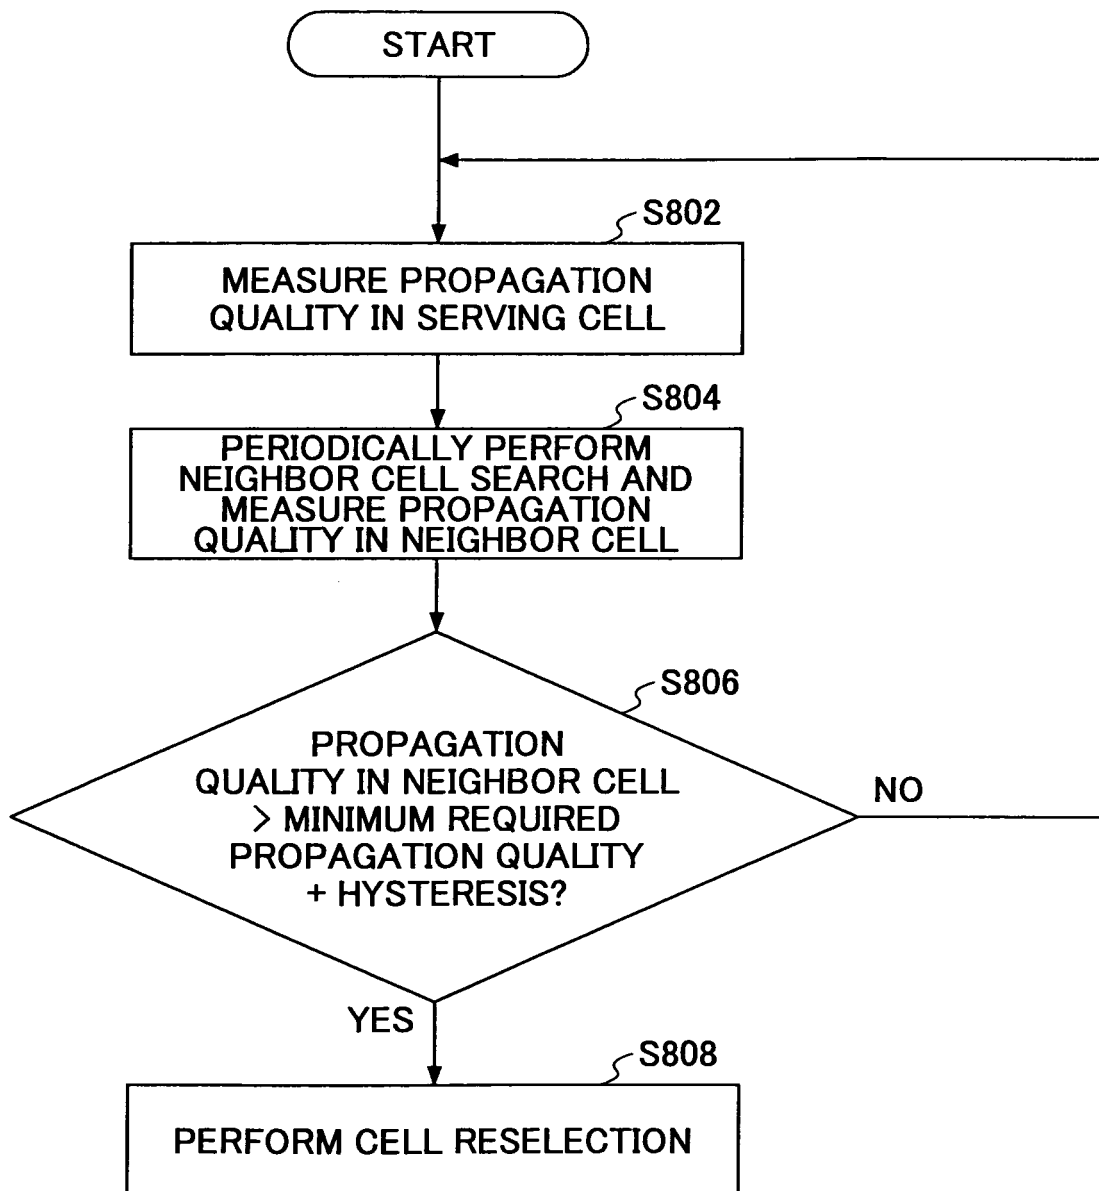 START
S802
MEASURE PROPAGATION
QUALITY IN SERVING CELL
S804
PERIODICALLY PERFORM
NEIGHBOR CELL SEARCH AND
MEASURE PROPAGATION
QUALITY IN NEIGHBOR CELL
S806
PROPAGATION
QUALITY IN NEIGHBOR CELL
> MINIMUM REQUIRED
PROPAGATION QUALITY
+ HYSTERESIS?
NO
YES
S808
PERFORM CELL RESELECTION